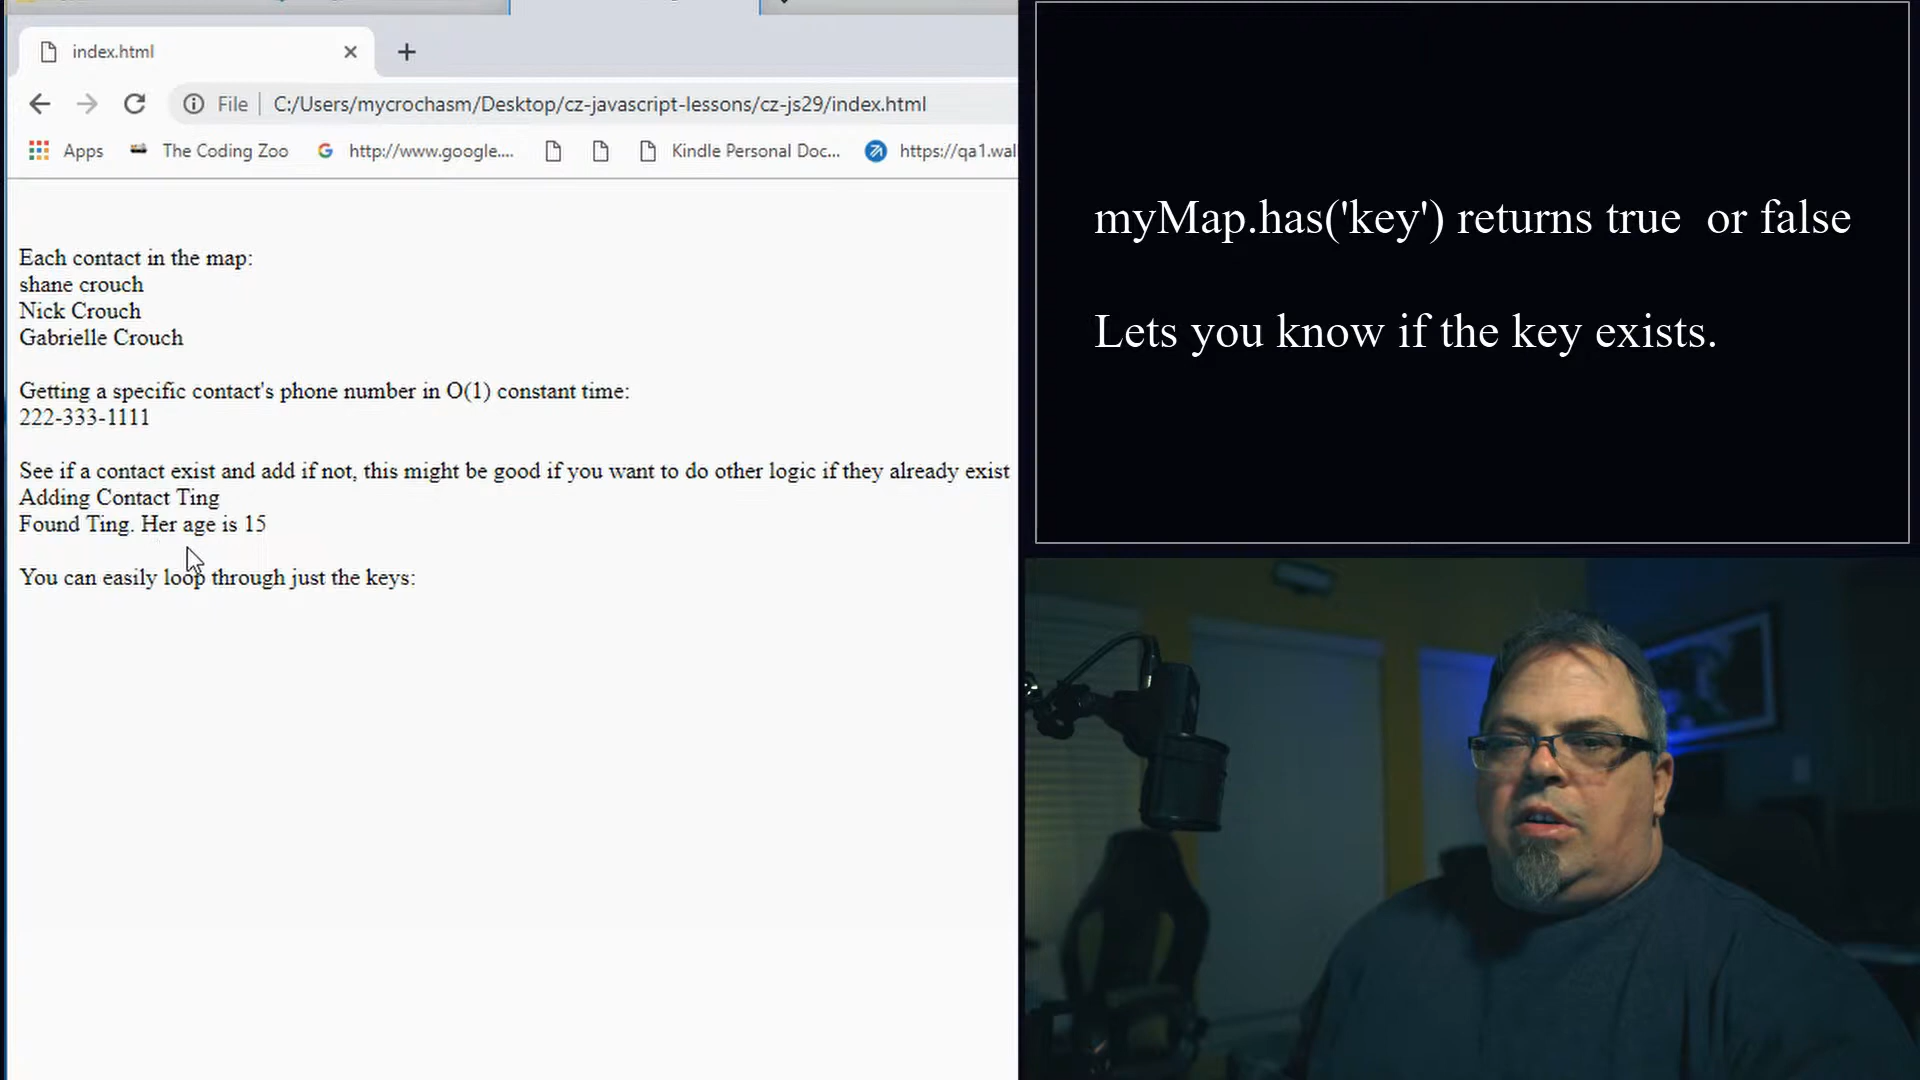 index.html
File
C:/Users/mycrochasm/Desktop/cz-javascript-lessons/cz-js29/index.html
Apps
The Coding Zoo
http://www.google....
Kindle Personal Doc...
https://qa1.wal
Each contact in the map:
shane crouch
Nick Crouch
Gabrielle Crouch
Getting a specific contact's phone number in O(1) constant time:
222-333-1111
See if a contact exist and add if not, this might be good if you want to do other logic if they already exist
Adding Contact Ting
Found Ting. Her age is 15
You can easily loop through just the keys:
myMap.has('key') returns true  or false
Lets you know if the key exists.